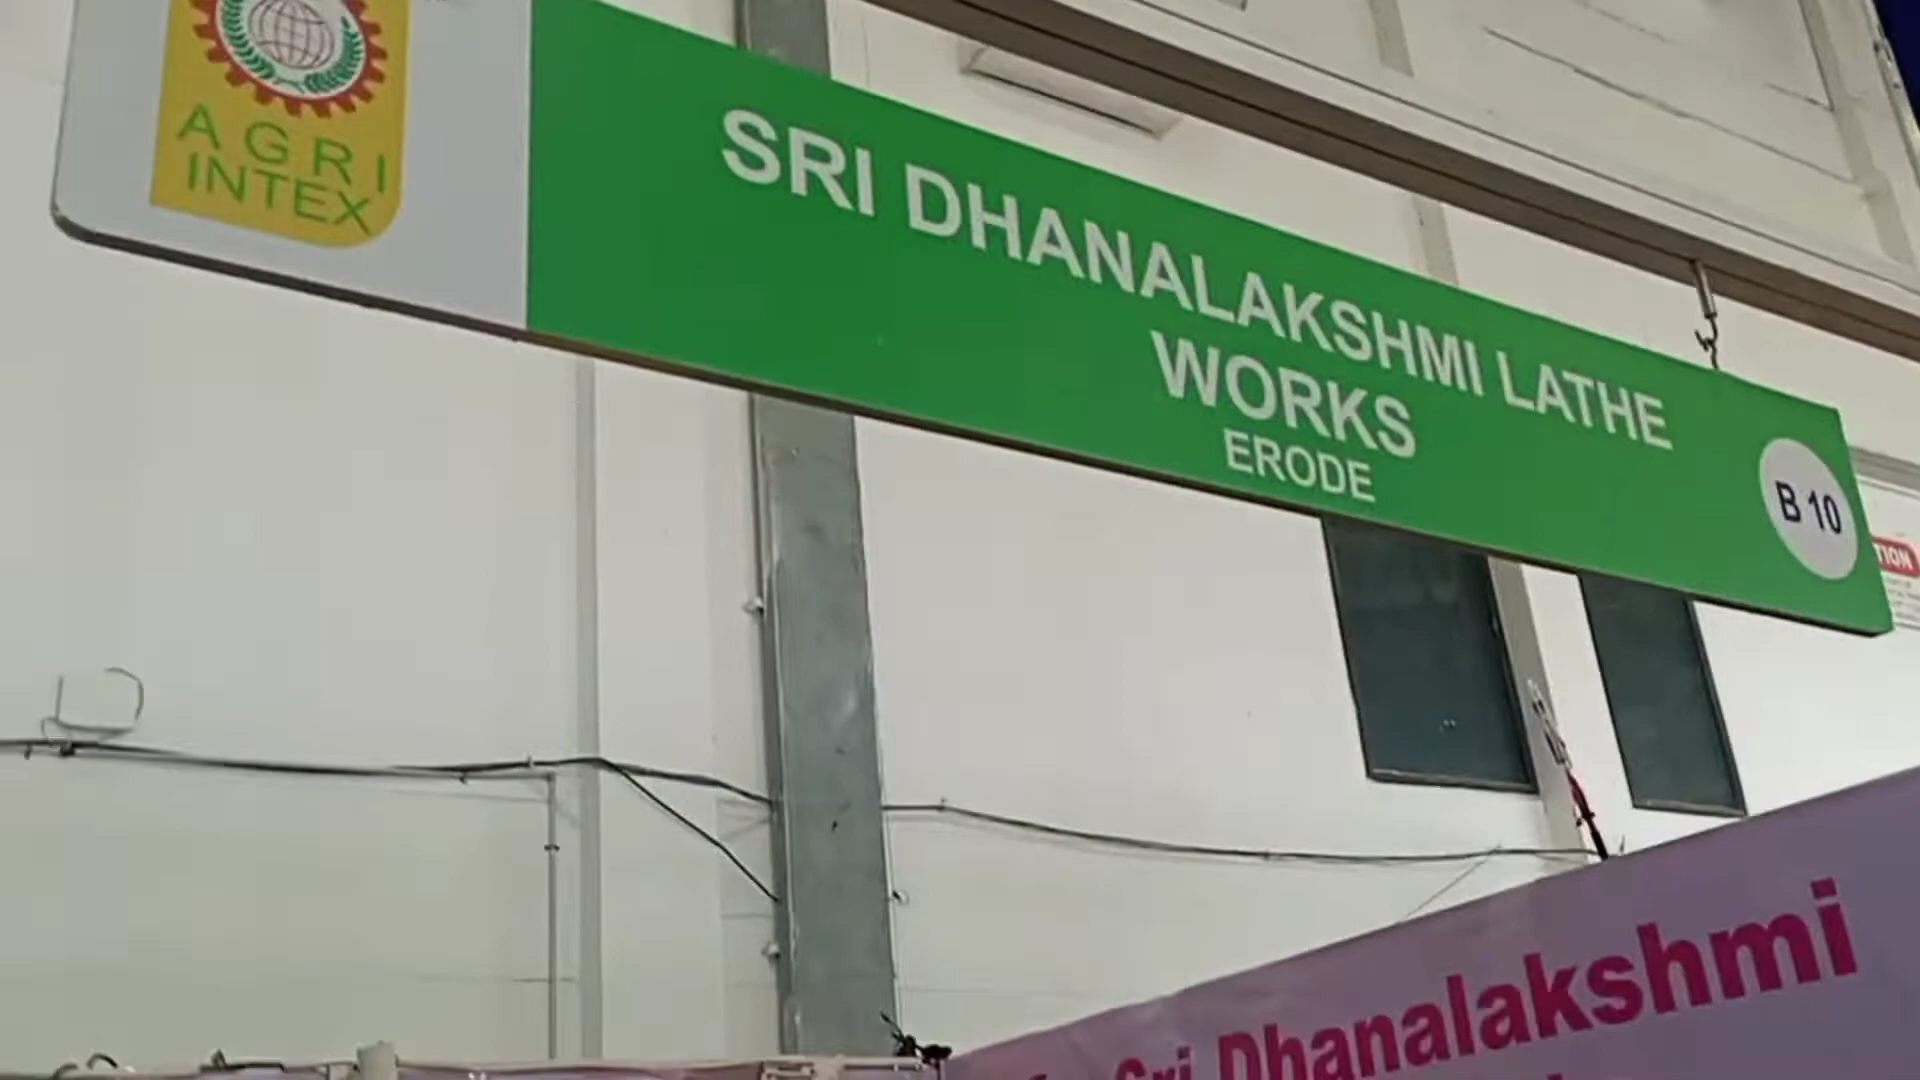 AGRI
INTEX
SRI DHANALAKSHMI LATHE
WORKS
ERODE
B 10
Sri Dhanalakshmi